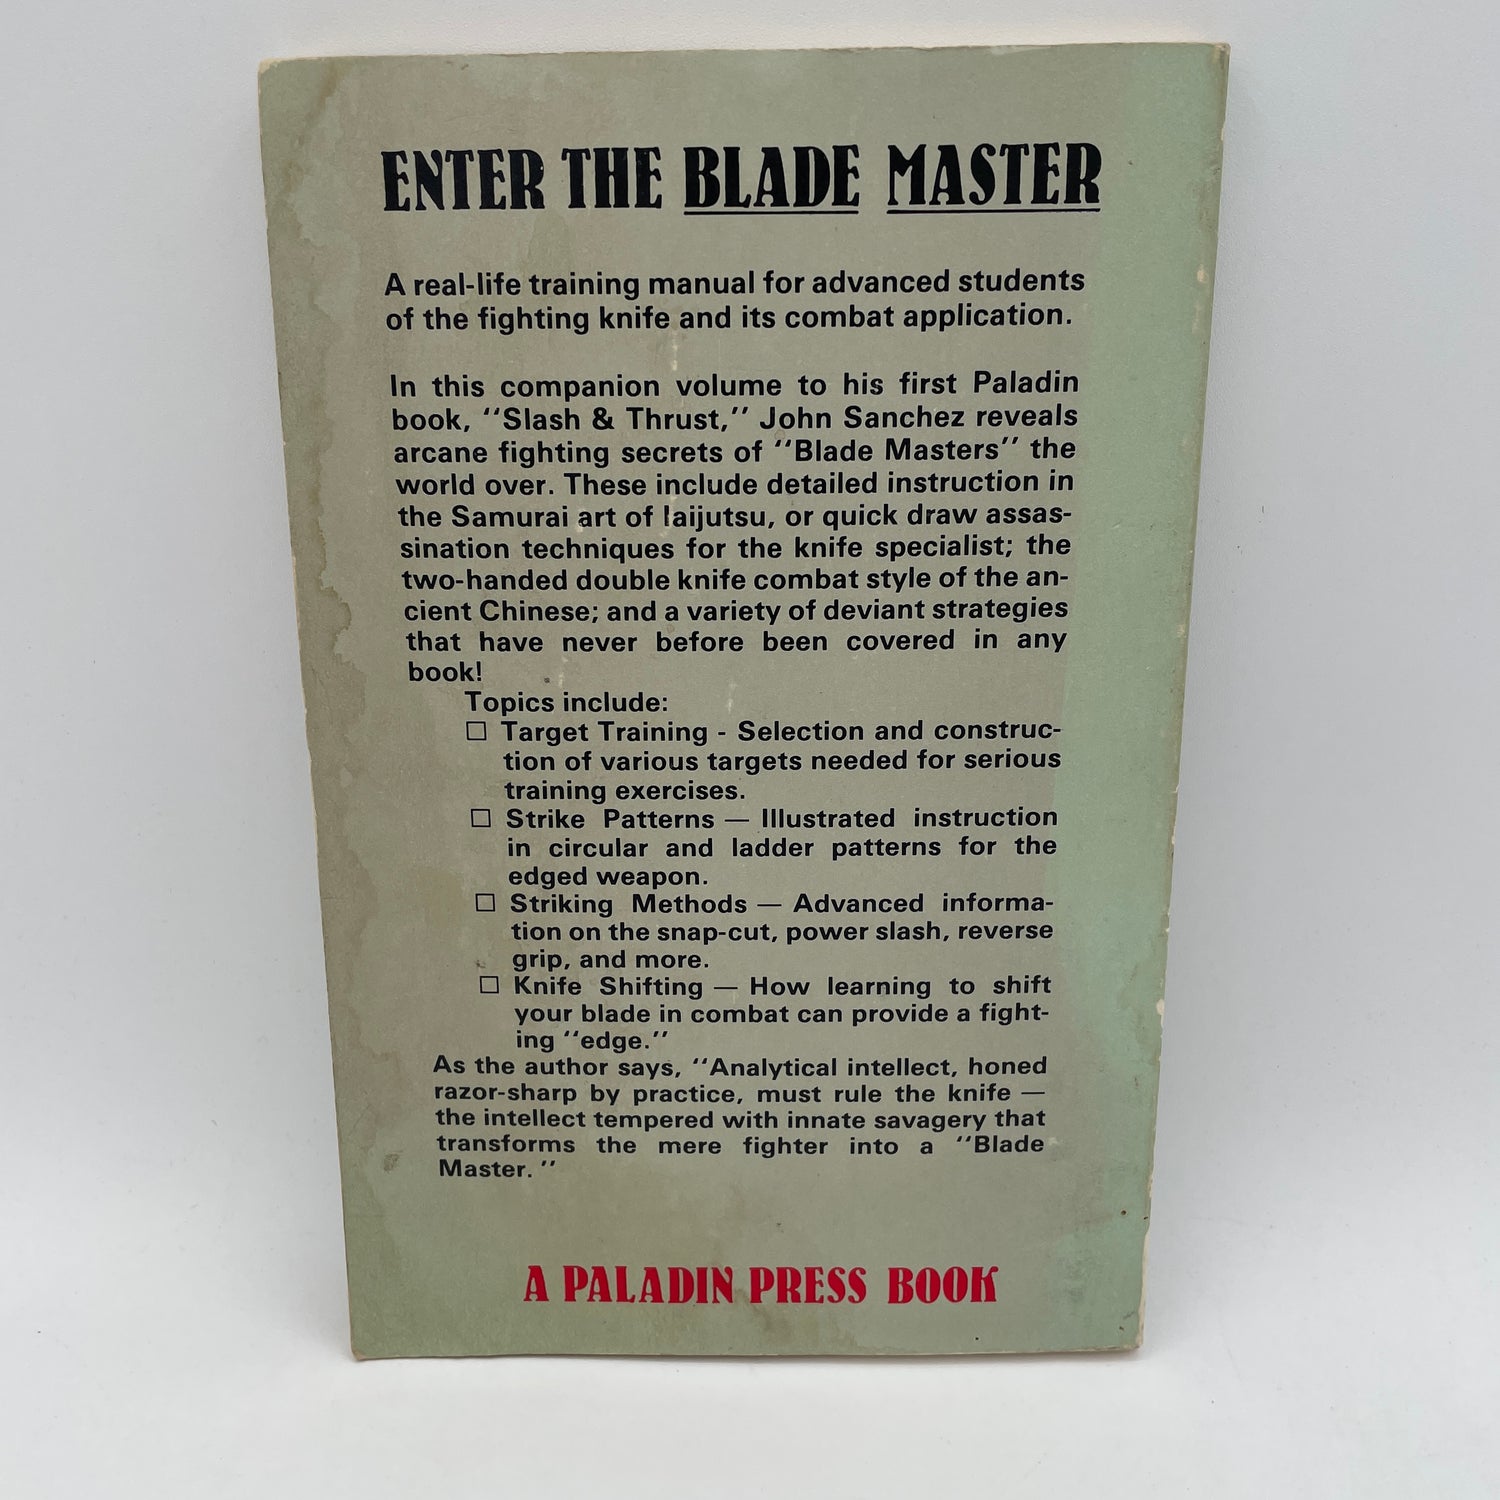 ENTER THE BLADE MASTER
A real-life training manual for advanced students
of the fighting knife and its combat application.
In this companion volume to his first Paladin
book, ‘‘Slash & Thrust,’’ John Sanchez reveals
arcane fighting secrets of ‘‘Blade Masters’’ the
world over. These include detailed instruction in
the Samurai art of Iaijutsu, or quick draw assas-
sination techniques for the knife specialist; the
two-handed double knife combat style of the an-
cient Chinese; and a variety of deviant strategies
that have never before been covered in any
book!
Topics include:
□ Target Training - Selection and construc-
tion of various targets needed for serious
training exercises.
□ Strike Patterns — Illustrated instruction
in circular and ladder patterns for the
edged weapon.
□ Striking Methods — Advanced informa-
tion on the snap-cut, power slash, reverse
grip, and more.
□ Knife Shifting — How learning to shift
your blade in combat can provide a fight-
ing ‘‘edge.’’
As the author says, ‘‘Analytical intellect, honed
razor-sharp by practice, must rule the knife —
the intellect tempered with innate savagery that
transforms the mere fighter into a ‘‘Blade
Master. ’’
A PALADIN PRESS BOOK